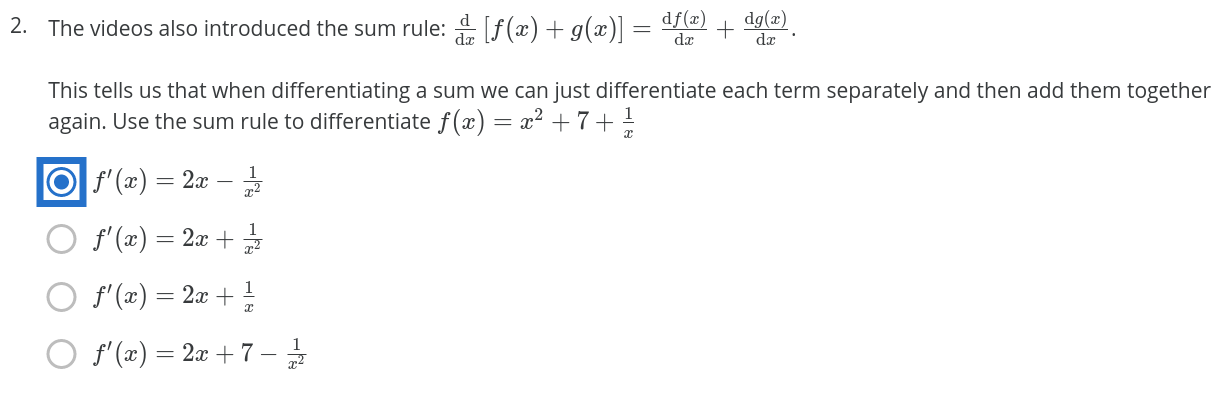 2. The videos also introduced the sum rule: d/dx [f(x) + g(x)] = df(x)/dx + dg(x)/dx.
This tells us that when differentiating a sum we can just differentiate each term separately and then add them together
again. Use the sum rule to differentiate f(x) = x² + 7 + 1/x
f′(x) = 2x − 1/x²
f′(x) = 2x + 1/x²
f′(x) = 2x + 1/x
f′(x) = 2x + 7 − 1/x²